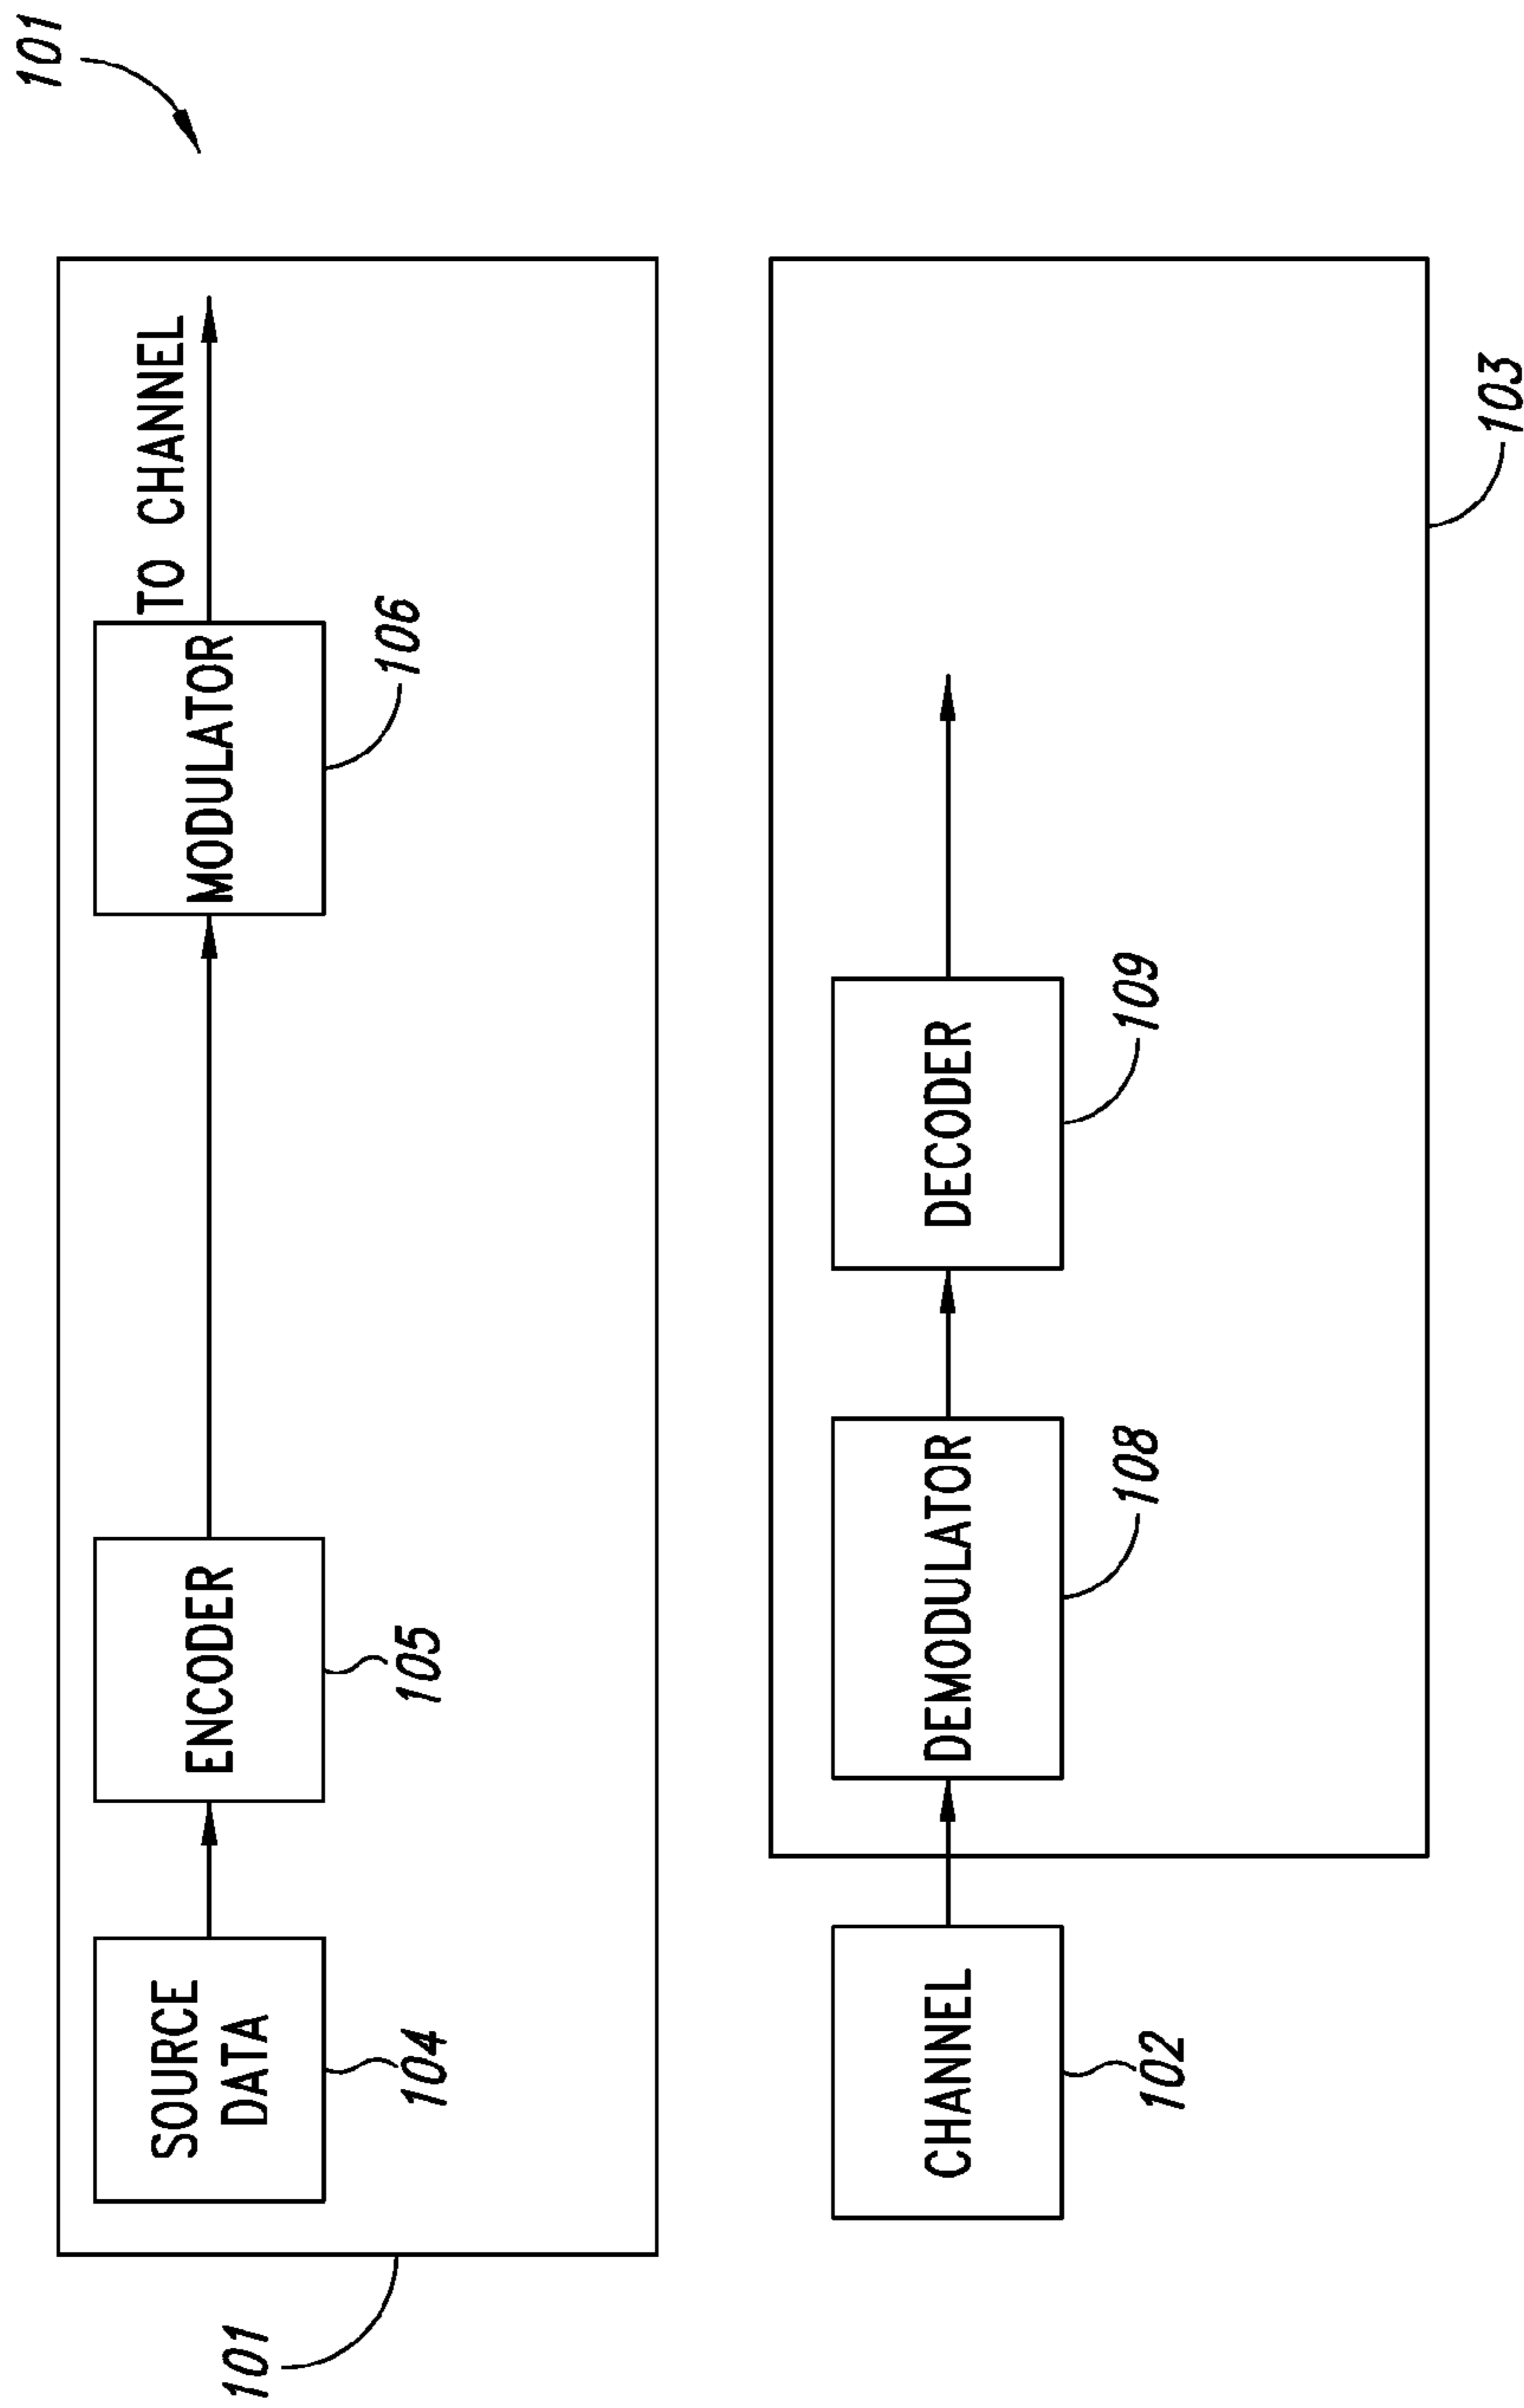 101
TO CHANNEL
SOURCE
DATA
ENCODER
MODULATOR
104
105
106
101
CHANNEL
DEMODULATOR
DECODER
102
108
109
103